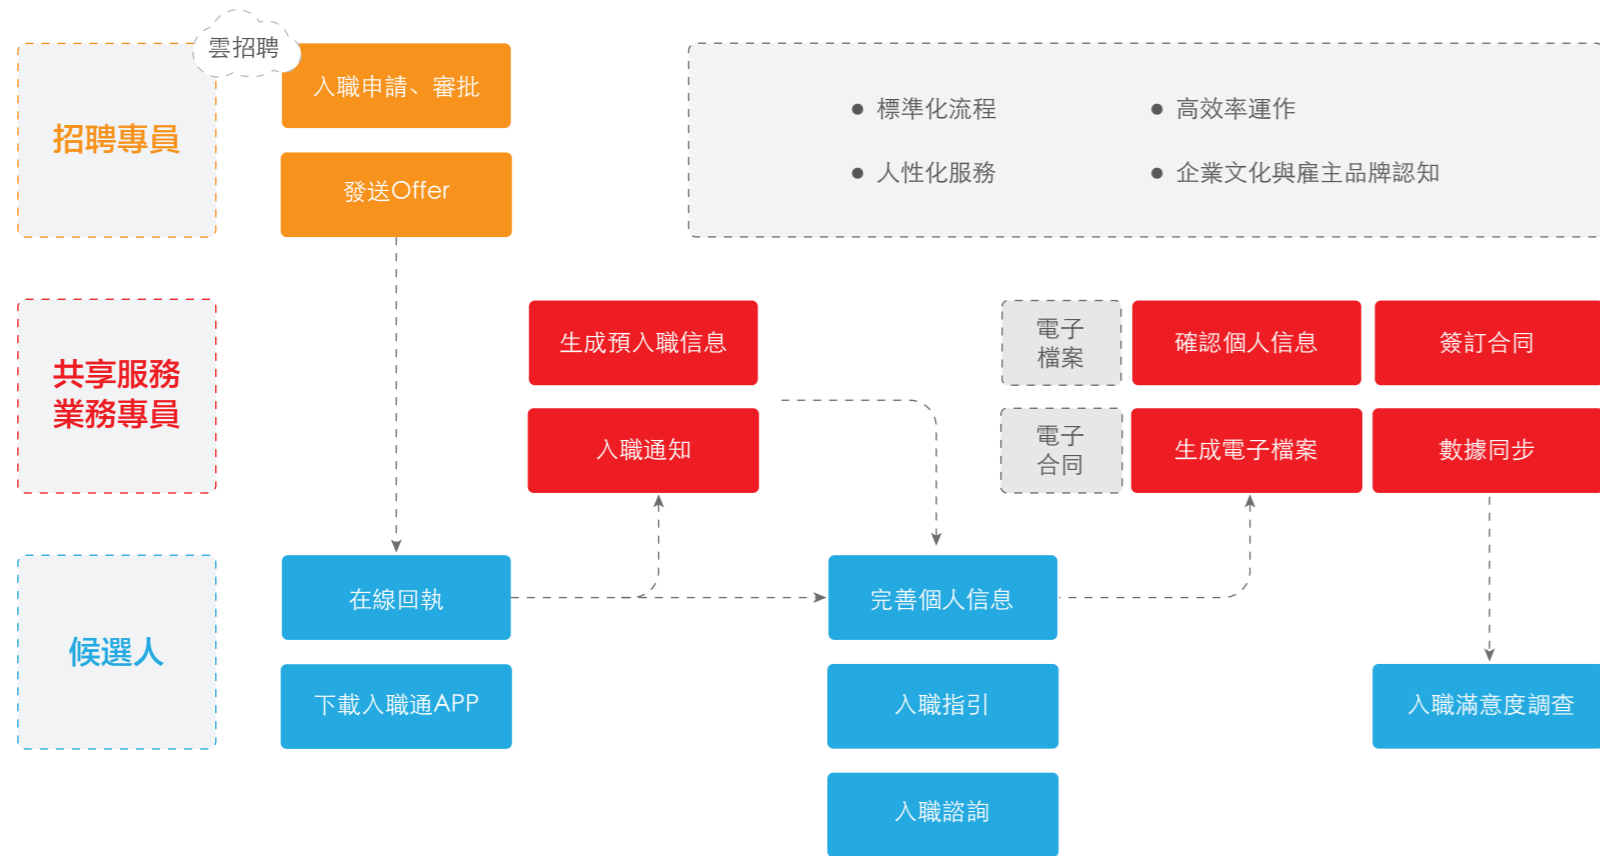 雲招聘
招聘專員
入職申請、審批
發送Offer
標準化流程
高效率運作
人性化服務
企業文化與雇主品牌認知
共享服務
業務專員
生成預入職信息
入職通知
電子
檔案
確認個人信息
簽訂合同
電子
合同
生成電子檔案
數據同步
候選人
在線回執
完善個人信息
下載入職通APP
入職指引
入職滿意度調查
入職諮詢